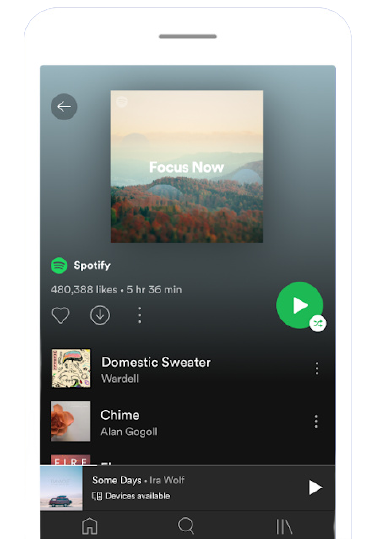 Focus Now
Spotify
480,388 likes • 5 hr 36 min
Domestic Sweater
Wardell
Chime
Alan Gogoll
FIRE
Some Days • Ira Wolf
Devices available